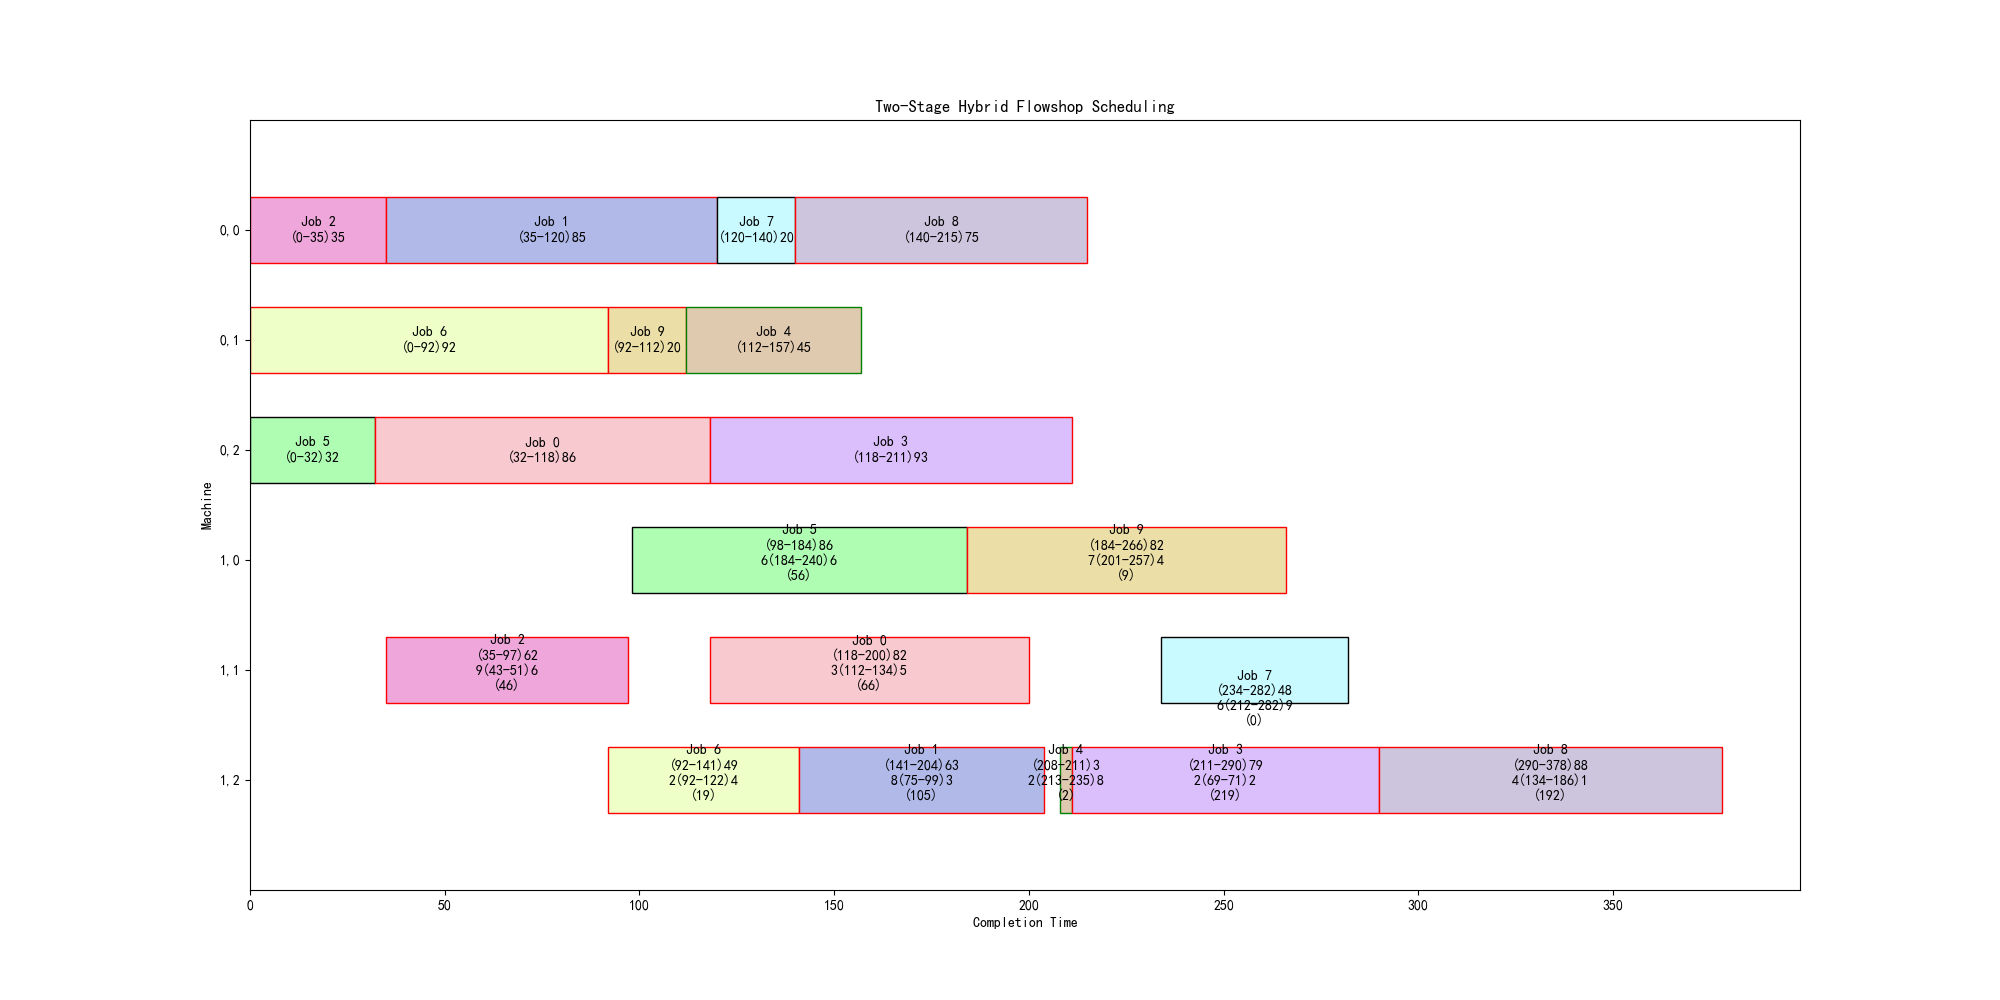 Two-Stage Hybrid Flowshop Scheduling
Machine
0,0
Job 2
(0-35)35
Job 1
(35-120)85
Job 7
(120-140)20
Job 8
(140-215)75
0,1
Job 6
(0-92)92
Job 9
(92-112)20
Job 4
(112-157)45
0,2
Job 5
(0-32)32
Job 0
(32-118)86
Job 3
(118-211)93
1,0
Job 5
(98-184)86
6(184-240)6
(56)
Job 9
(184-266)82
7(201-257)4
(9)
1,1
Job 2
(35-97)62
9(43-51)6
(46)
Job 0
(118-200)82
3(112-134)5
(66)
Job 7
(234-282)48
6(212-282)9
(0)
1,2
Job 6
(92-141)49
2(92-122)4
(19)
Job 1
(141-204)63
8(75-99)3
(105)
Job 4
(208-211)3
2(213-235)8
(2)
Job 3
(211-290)79
2(69-71)2
(219)
Job 8
(290-378)88
4(134-186)1
(192)
0 50 100 150 200 250 300 350
Completion Time